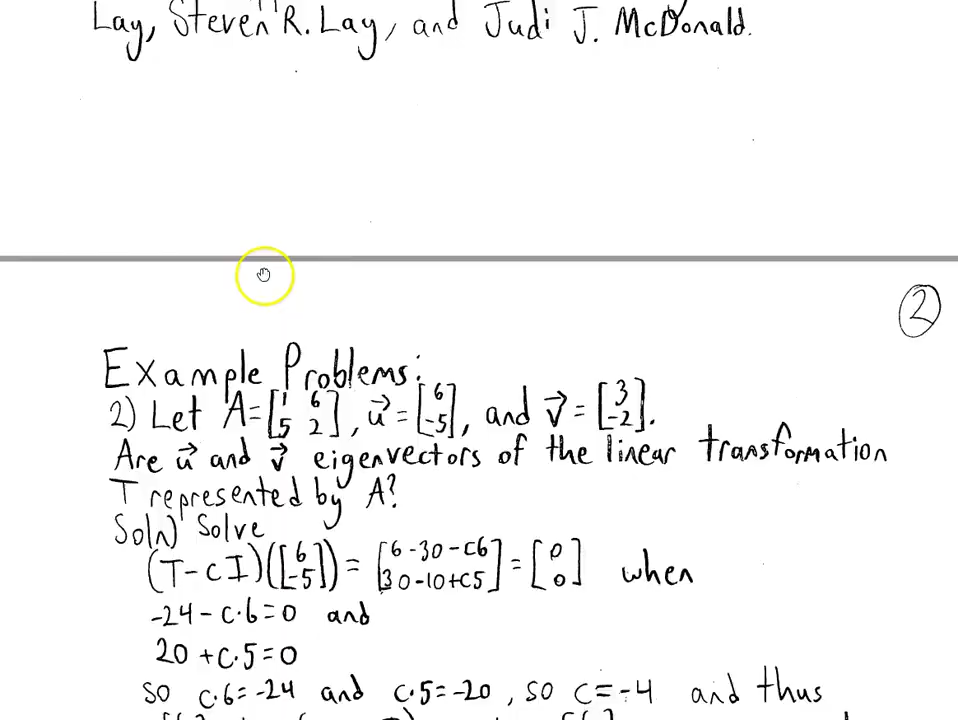 Lay, Steven R. Lay, and Judi J. McDonald.
2
Example Problems:
2) Let A = [1 6; 5 2], u⃗ = [6; -5], and v⃗ = [3; -2].
Are u⃗ and v⃗ eigenvectors of the linear transformation
T represented by A?
Soln) Solve
(T-cI)([6; -5]) = [6-30-c6; 30-10+c5] = [0; 0] when
-24-c·6=0 and
20+c·5=0
so c·6=-24 and c·5=-20, so c=-4 and thus